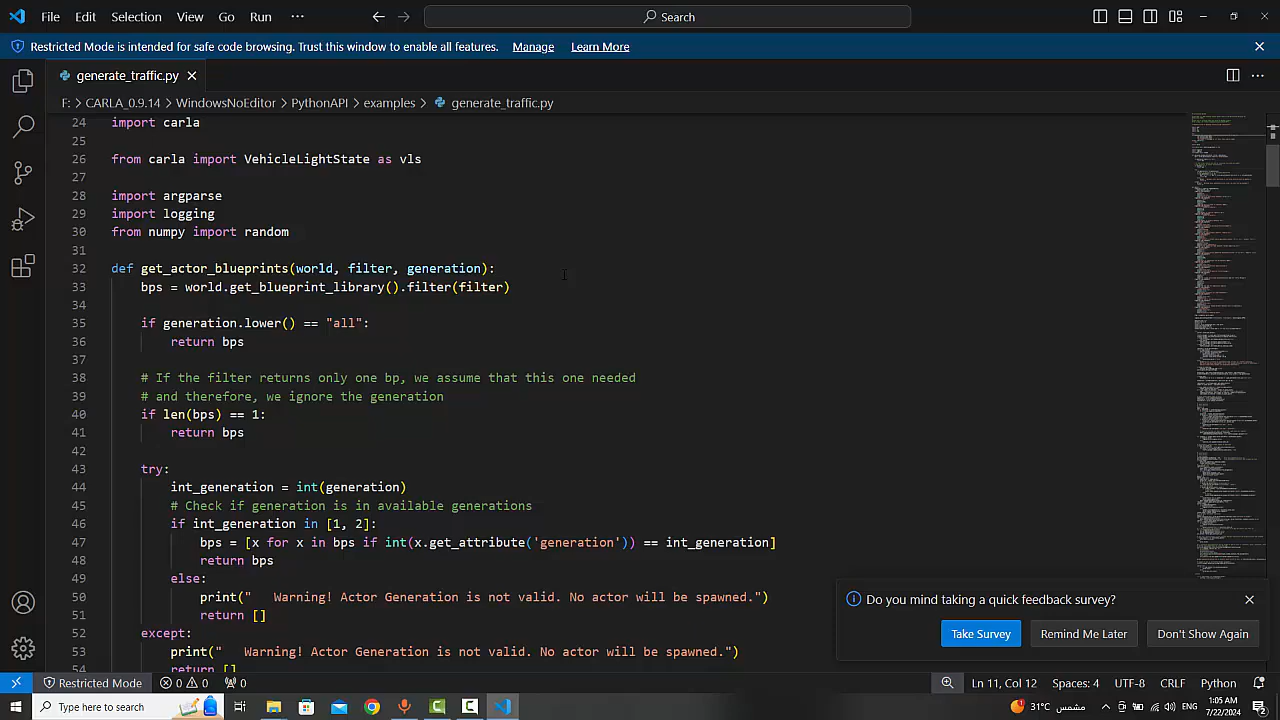 File Edit Selection View Go Run ··· Search
Restricted Mode is intended for safe code browsing. Trust this window to enable all features. Manage Learn More
generate_traffic.py
F: > CARLA_0.9.14 > WindowsNoEditor > PythonAPI > examples > generate_traffic.py
24 import carla
25
26 from carla import VehicleLightState as vls
27
28 import argparse
29 import logging
30 from numpy import random
31
32 def get_actor_blueprints(world, filter, generation):
33 bps = world.get_blueprint_library().filter(filter)
34
35 if generation.lower() == "all":
36 return bps
37
38 # If the filter returns only one bp, we assume that this one needed
39 # and therefore, we ignore the generation
40 if len(bps) == 1:
41 return bps
42
43 try:
44 int_generation = int(generation)
45 # Check if generation is in available generations
46 if int_generation in [1, 2]:
47 bps = [x for x in bps if int(x.get_attribute('generation')) == int_generation]
48 return bps
49 else:
50 print("   Warning! Actor Generation is not valid. No actor will be spawned.")
51 return []
52 except:
53 print("   Warning! Actor Generation is not valid. No actor will be spawned.")
54 return []
Do you mind taking a quick feedback survey?
Take Survey Remind Me Later Don't Show Again
Restricted Mode 0 0 0 Ln 11, Col 12 Spaces: 4 UTF-8 CRLF Python
Type here to search 31°C مشمس 1:05 AM
7/22/2024 2